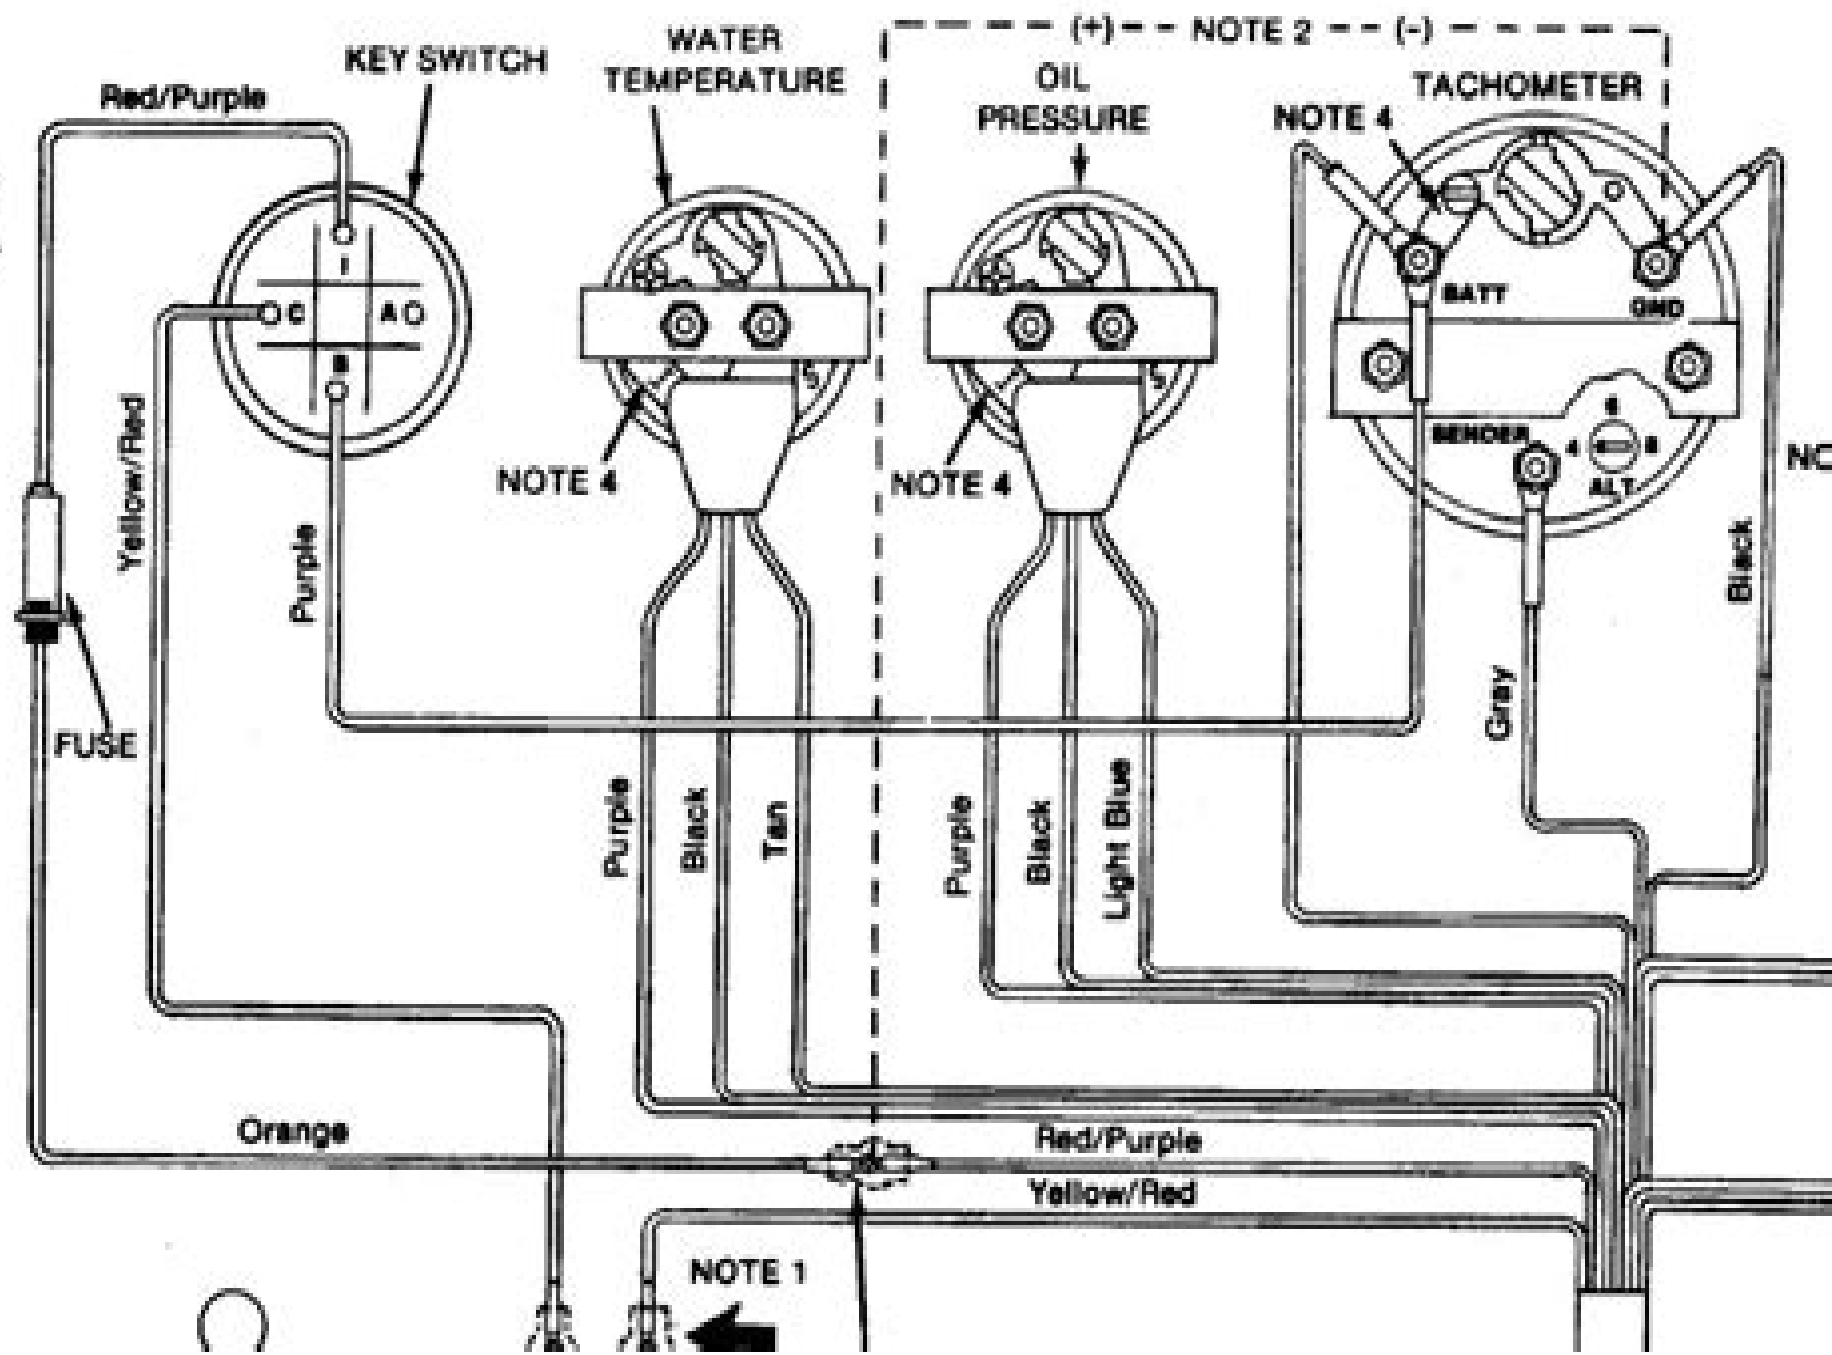 (+) NOTE 2 (-)
KEY SWITCH
WATER
TEMPERATURE
OIL
PRESSURE
TACHOMETER
NOTE 4
Red/Purple
I
C
A
B
BATT
GND
S
S
SENDER
6
4
8
ALT
NOTE 4
NOTE 4
Yellow/Red
Purple
Black
Gray
FUSE
Purple
Black
Tan
Purple
Black
Light Blue
Orange
Red/Purple
Yellow/Red
NOTE 1